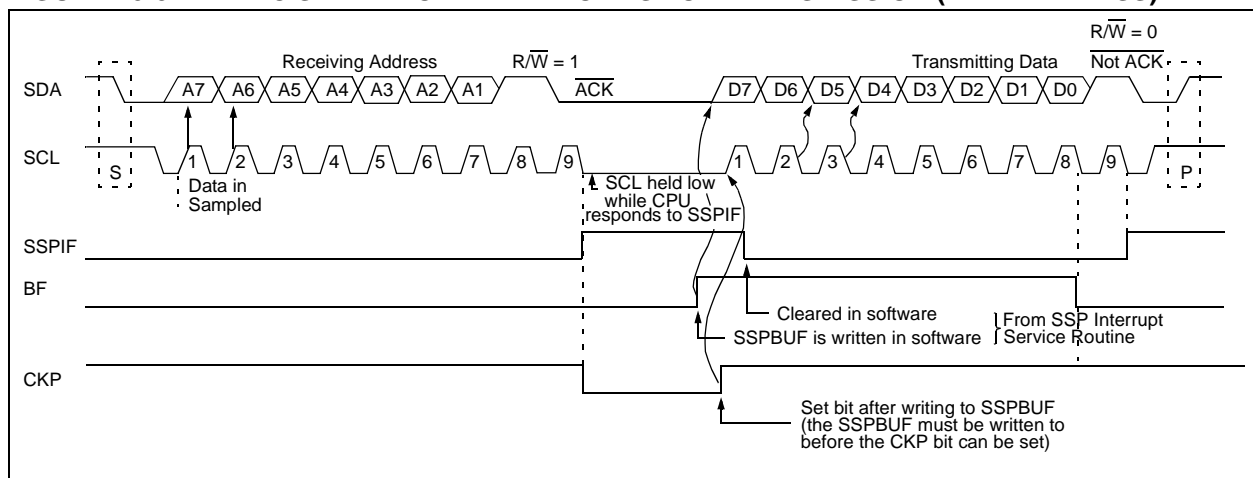 R/W = 0
Receiving Address
R/W = 1
Transmitting Data
Not ACK
SDA
A7 A6 A5 A4 A3 A2 A1
ACK
D7 D6 D5 D4 D3 D2 D1 D0
SCL
S
1 2 3 4 5 6 7 8 9
1 2 3 4 5 6 7 8 9
P
Data in
Sampled
SCL held low
while CPU
responds to SSPIF
SSPIF
BF
Cleared in software
SSPBUF is written in software
From SSP Interrupt
Service Routine
CKP
Set bit after writing to SSPBUF
(the SSPBUF must be written to
before the CKP bit can be set)